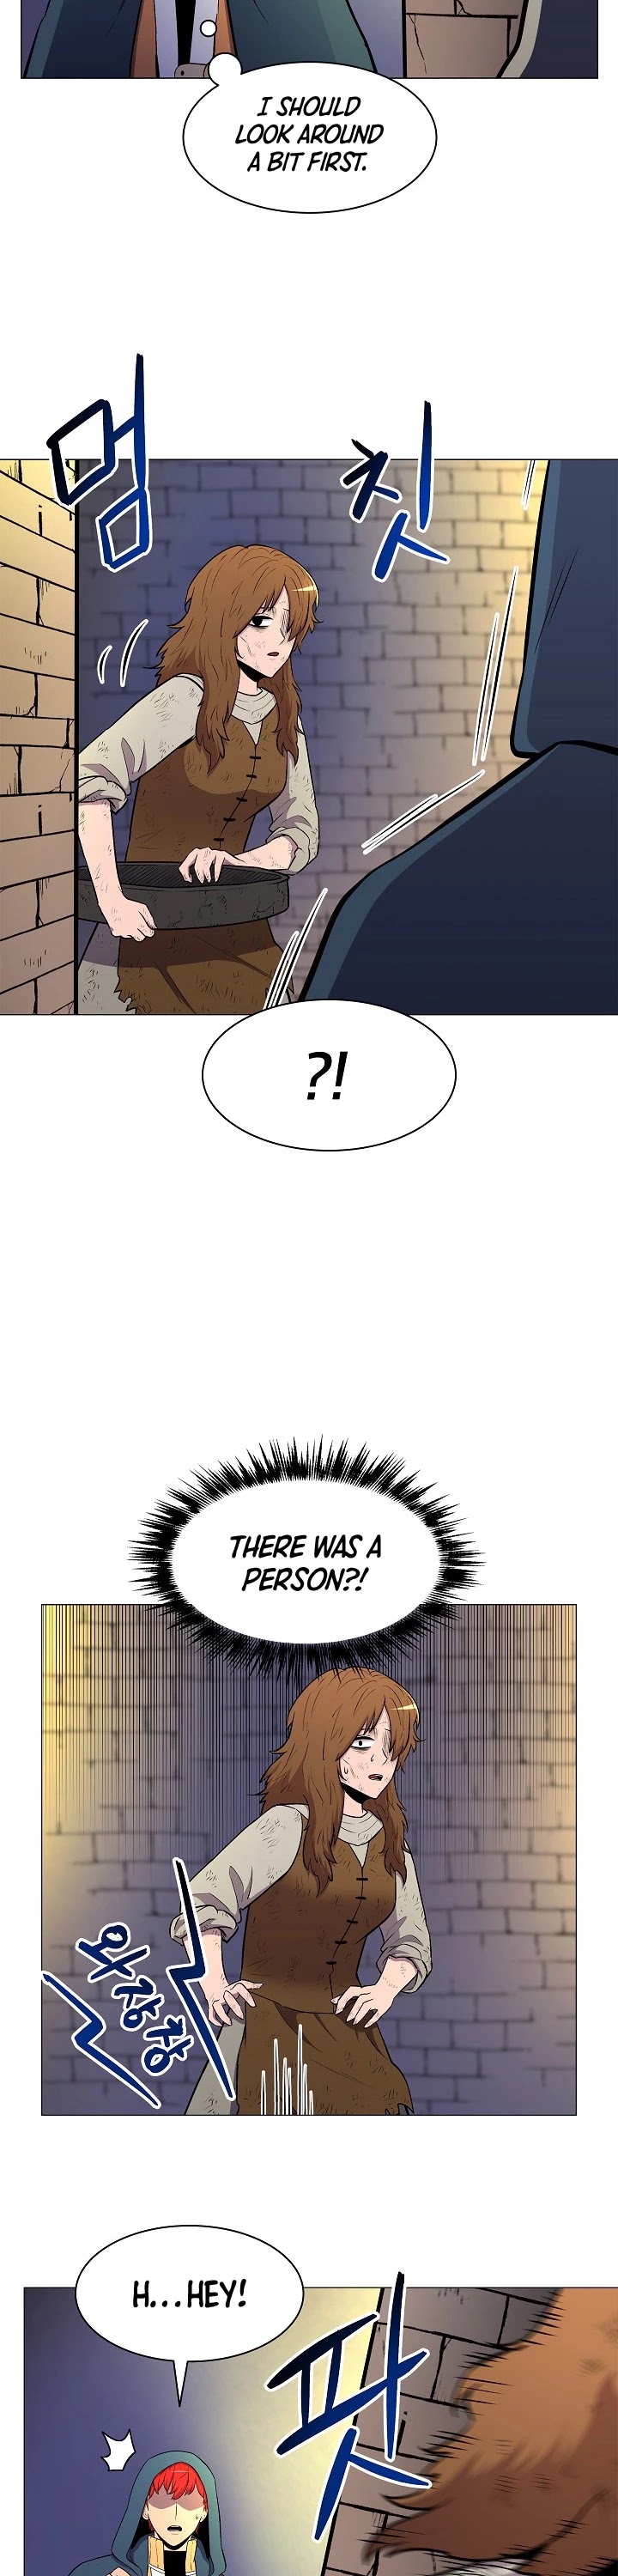 I SHOULD
LOOK AROUND
A BIT FIRST.
멈
칫
?!
THERE WAS A
PERSON?!
와장창
H...HEY!
팟